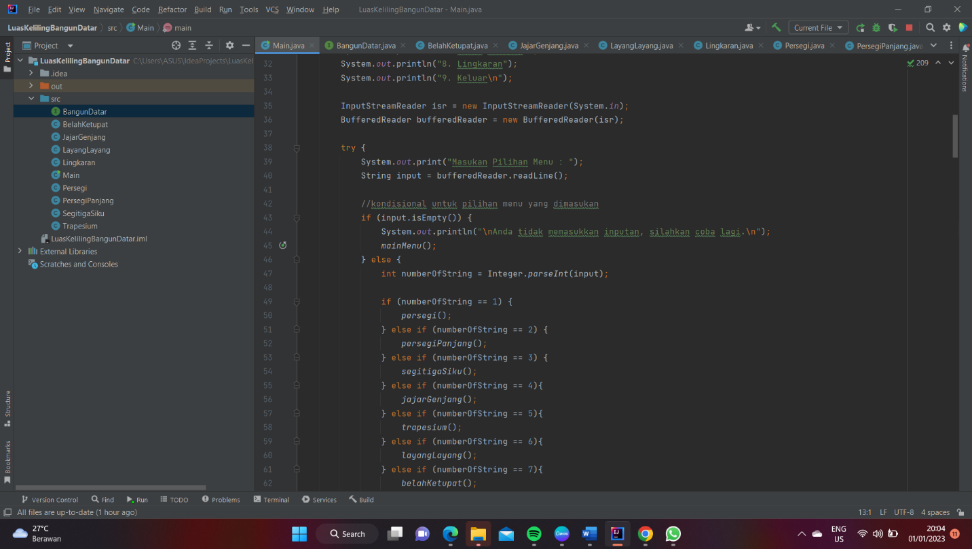 File Edit View Navigate Code Refactor Build Run Tools VCS Window Help LuasKelilingBangunDatar - Main.java
LuasKelilingBangunDatar src Main main Current File
Project Main.java BangunDatar.java BelahKetupat.java JajarGenjang.java LayangLayang.java Lingkaran.java Persegi.java PersegiPanjang.java
Project
Structure
Bookmarks
Notifications
LuasKelilingBangunDatar C:\Users\ASUS\IdeaProjects\LuasKel
.idea
out
src
BangunDatar
BelahKetupat
JajarGenjang
LayangLayang
Lingkaran
Main
Persegi
PersegiPanjang
SegitigaSiku
Trapesium
LuasKelilingBangunDatar.iml
External Libraries
Scratches and Consoles
209
32 System.out.println("8. Lingkaran");
33 System.out.println("9. Keluar\n");
34
35 InputStreamReader isr = new InputStreamReader(System.in);
36 BufferedReader bufferedReader = new BufferedReader(isr);
37
38 try {
39 System.out.print("Masukan Pilihan Menu : ");
40 String input = bufferedReader.readLine();
41
42 //kondisional untuk pilihan menu yang dimasukan
43 if (input.isEmpty()) {
44 System.out.println("\nAnda tidak menasukkan inputan, silahkan coba lagi.\n");
45 mainMenu();
46 } else {
47 int numberOfString = Integer.parseInt(input);
48
49 if (numberOfString == 1) {
50 persegi();
51 } else if (numberOfString == 2) {
52 persegiPanjang();
53 } else if (numberOfString == 3) {
54 segitigaSiku();
55 } else if (numberOfString == 4){
56 jajarGenjang();
57 } else if (numberOfString == 5){
58 trapesium();
59 } else if (numberOfString == 6){
60 layangLayang();
61 } else if (numberOfString == 7){
62 belahKetupat();
Version Control Find Run TODO Problems Terminal Services Build
All files are up-to-date (1 hour ago) 13:1 LF UTF-8 4 spaces
27°C
Berawan
Search
ENG
US
20:04
01/01/2023
11